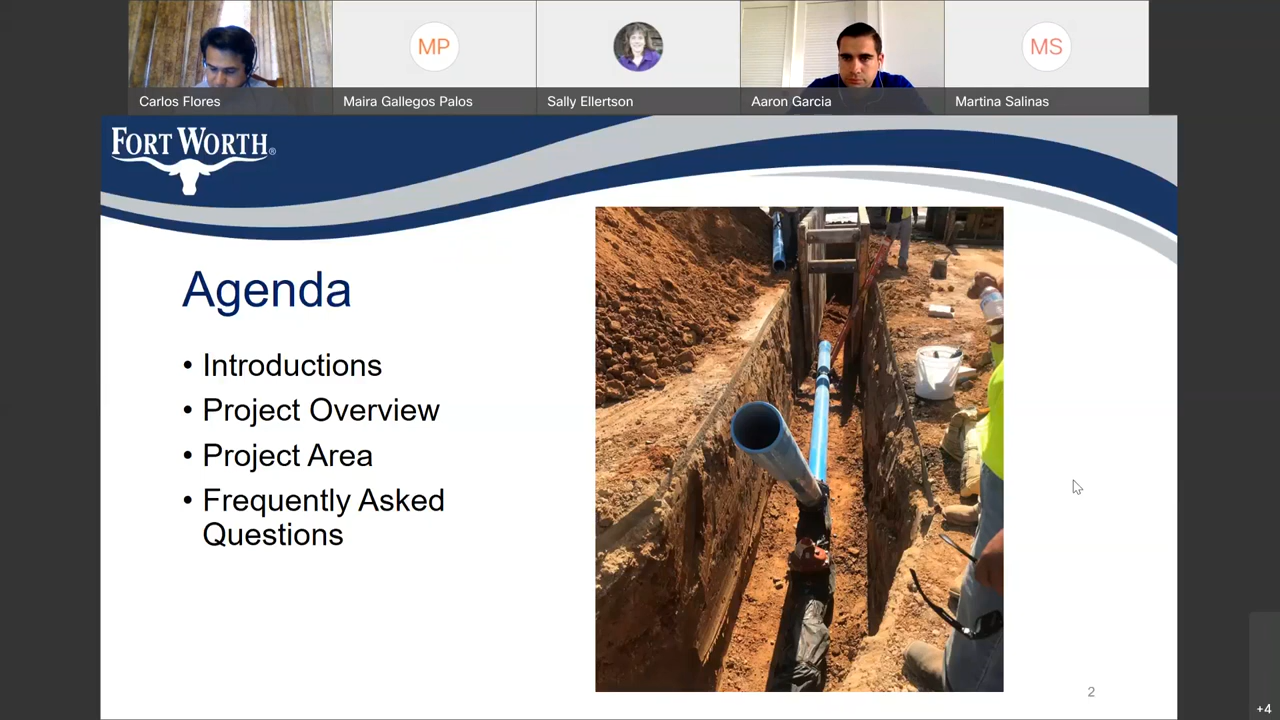 MP
MS
Carlos Flores
Maira Gallegos Palos
Sally Ellertson
Aaron Garcia
Martina Salinas
FORT WORTH®
Agenda
• Introductions
• Project Overview
• Project Area
• Frequently Asked
Questions
2
+4